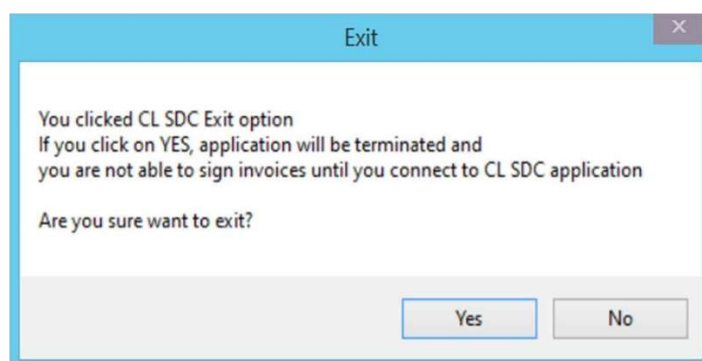 Exit
You clicked CL SDC Exit option
If you click on YES, application will be terminated and
you are not able to sign invoices until you connect to CL SDC application
Are you sure want to exit?
Yes
No